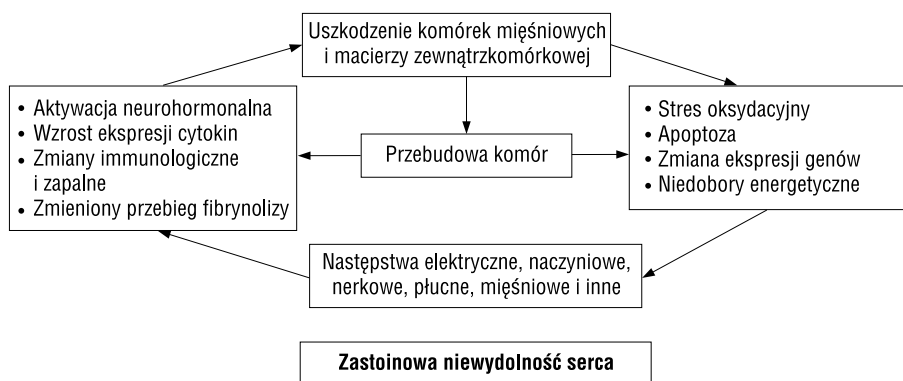 Uszkodzenie komórek mięśniowych
i macierzy zewnątrzkomórkowej
• Aktywacja neurohormonalna
• Wzrost ekspresji cytokin
• Zmiany immunologiczne
i zapalne
• Zmieniony przebieg fibrynolizy
Przebudowa komór
• Stres oksydacyjny
• Apoptoza
• Zmiana ekspresji genów
• Niedobory energetyczne
Następstwa elektryczne, naczyniowe,
nerkowe, płucne, mięśniowe i inne
Zastoinowa niewydolność serca